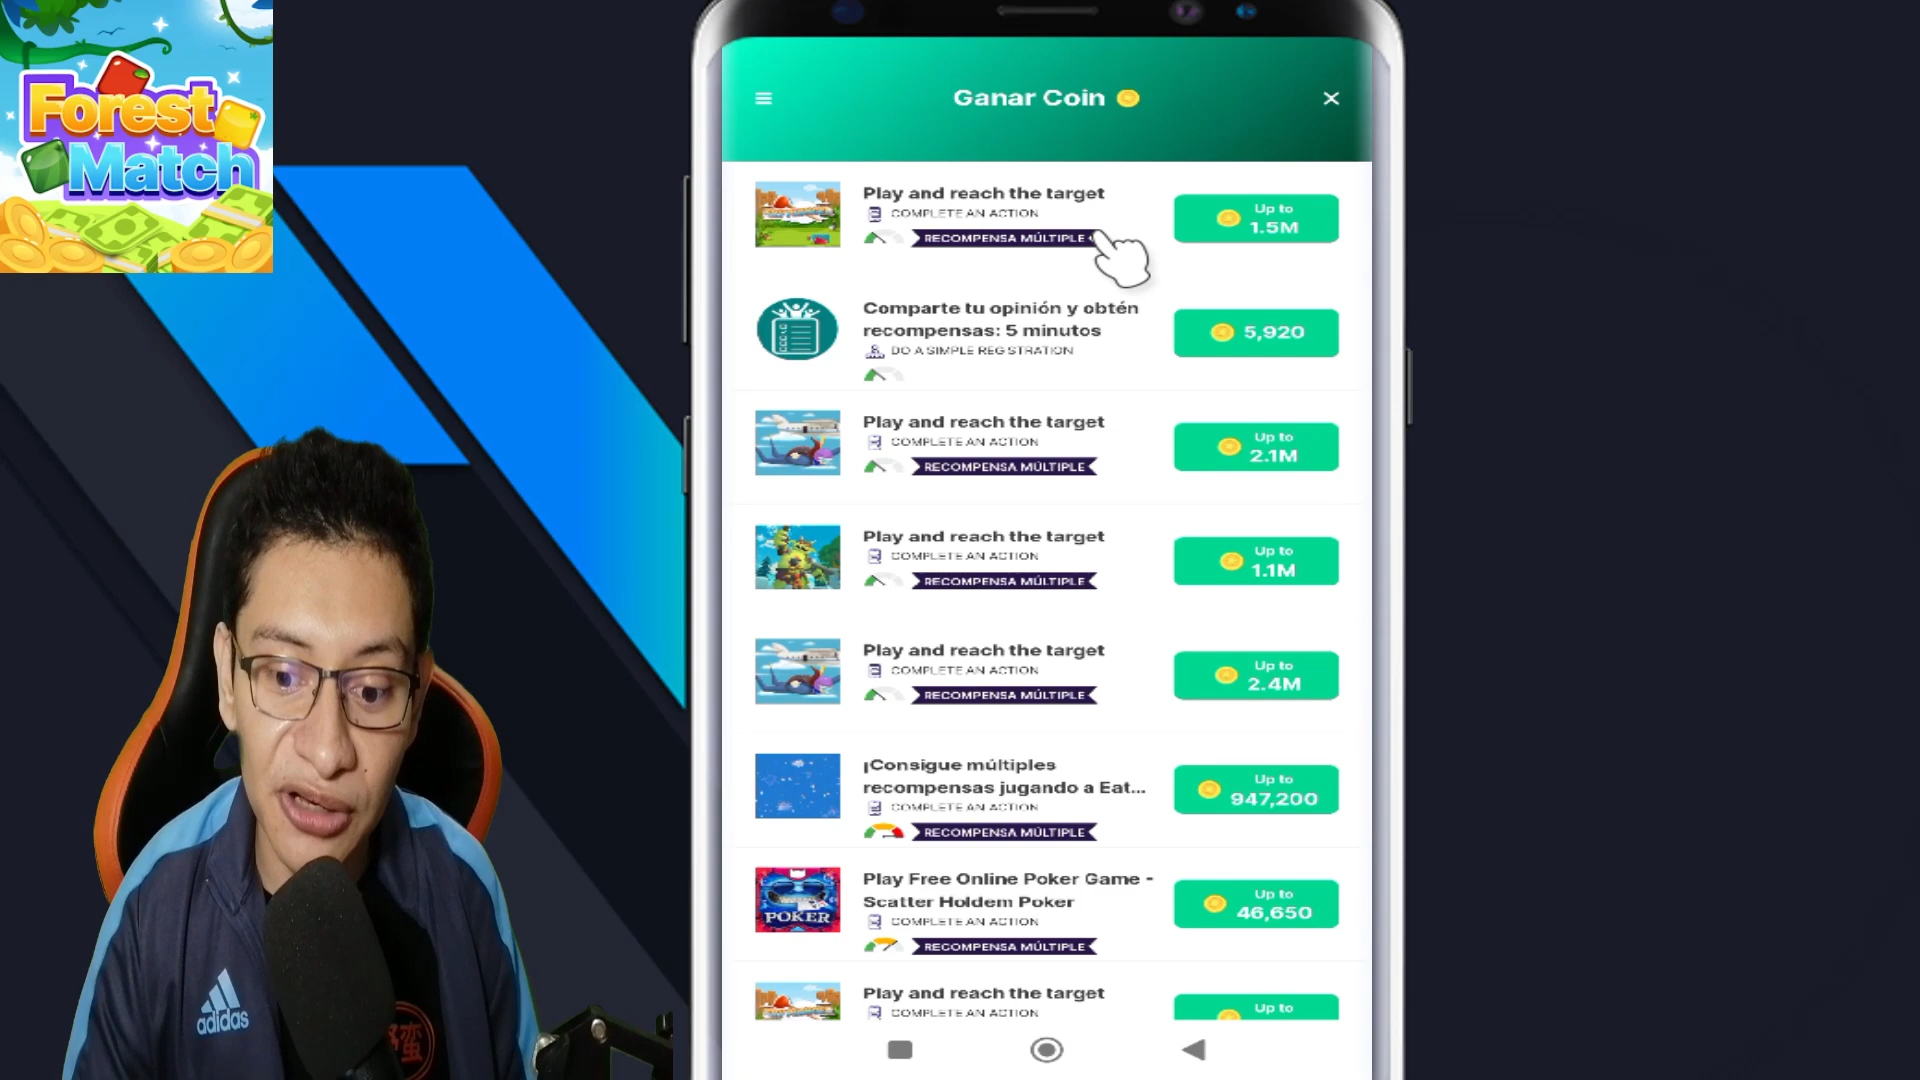 Forest
Match
Ganar Coin
Play and reach the target
COMPLETE AN ACTION
RECOMPENSA MÚLTIPLE
Up to
1.5M
Comparte tu opinión y obtén
recompensas: 5 minutos
DO A SIMPLE REGISTRATION
5,920
Play and reach the target
COMPLETE AN ACTION
RECOMPENSA MÚLTIPLE
Up to
2.1M
Play and reach the target
COMPLETE AN ACTION
RECOMPENSA MÚLTIPLE
Up to
1.1M
Play and reach the target
COMPLETE AN ACTION
RECOMPENSA MÚLTIPLE
Up to
2.4M
¡Consigue múltiples
recompensas jugando a Eat...
COMPLETE AN ACTION
RECOMPENSA MÚLTIPLE
Up to
947,200
POKER
Play Free Online Poker Game -
Scatter Holdem Poker
COMPLETE AN ACTION
RECOMPENSA MÚLTIPLE
Up to
46,650
Play and reach the target
COMPLETE AN ACTION
Up to
adidas